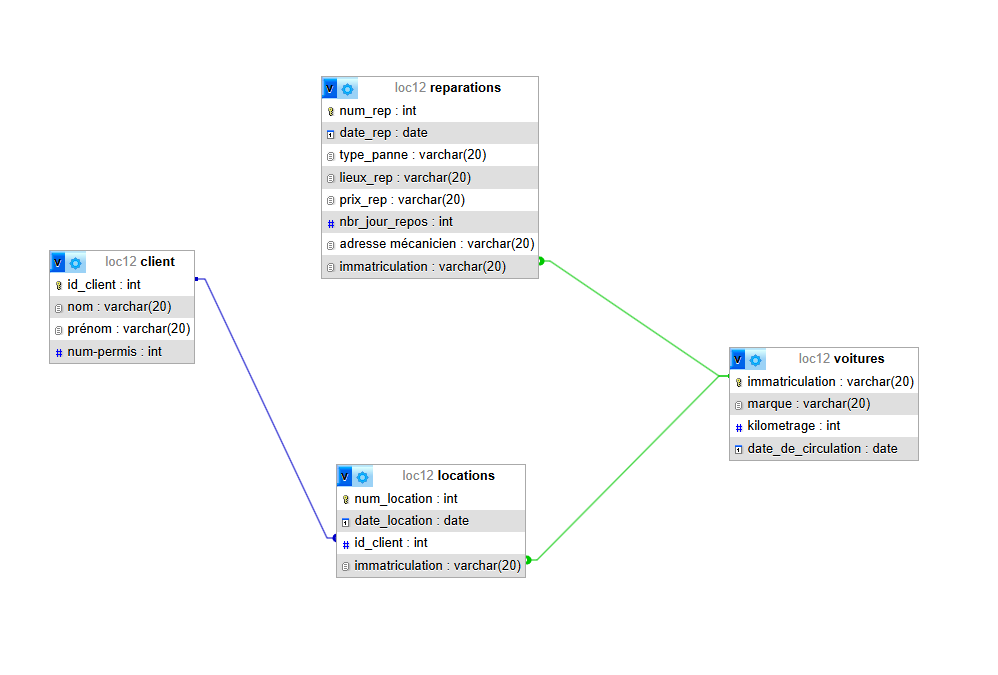 loc12 reparations
num_rep : int
date_rep : date
type_panne : varchar(20)
lieux_rep : varchar(20)
prix_rep : varchar(20)
nbr_jour_repos : int
adresse mécanicien : varchar(20)
immatriculation : varchar(20)
loc12 client
id_client : int
nom : varchar(20)
prénom : varchar(20)
num-permis : int
loc12 voitures
immatriculation : varchar(20)
marque : varchar(20)
kilometrage : int
date_de_circulation : date
loc12 locations
num_location : int
date_location : date
id_client : int
immatriculation : varchar(20)